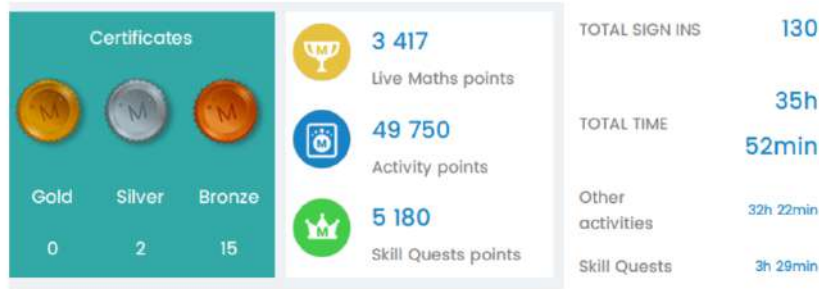 Certificates
M M M
Gold Silver Bronze
0 2 15
M
3 417
Live Maths points
M
49 750
Activity points
M
5 180
Skill Quests points
TOTAL SIGN INS 130
TOTAL TIME 35h
52min
Other
activities 32h 22min
Skill Quests 3h 29min